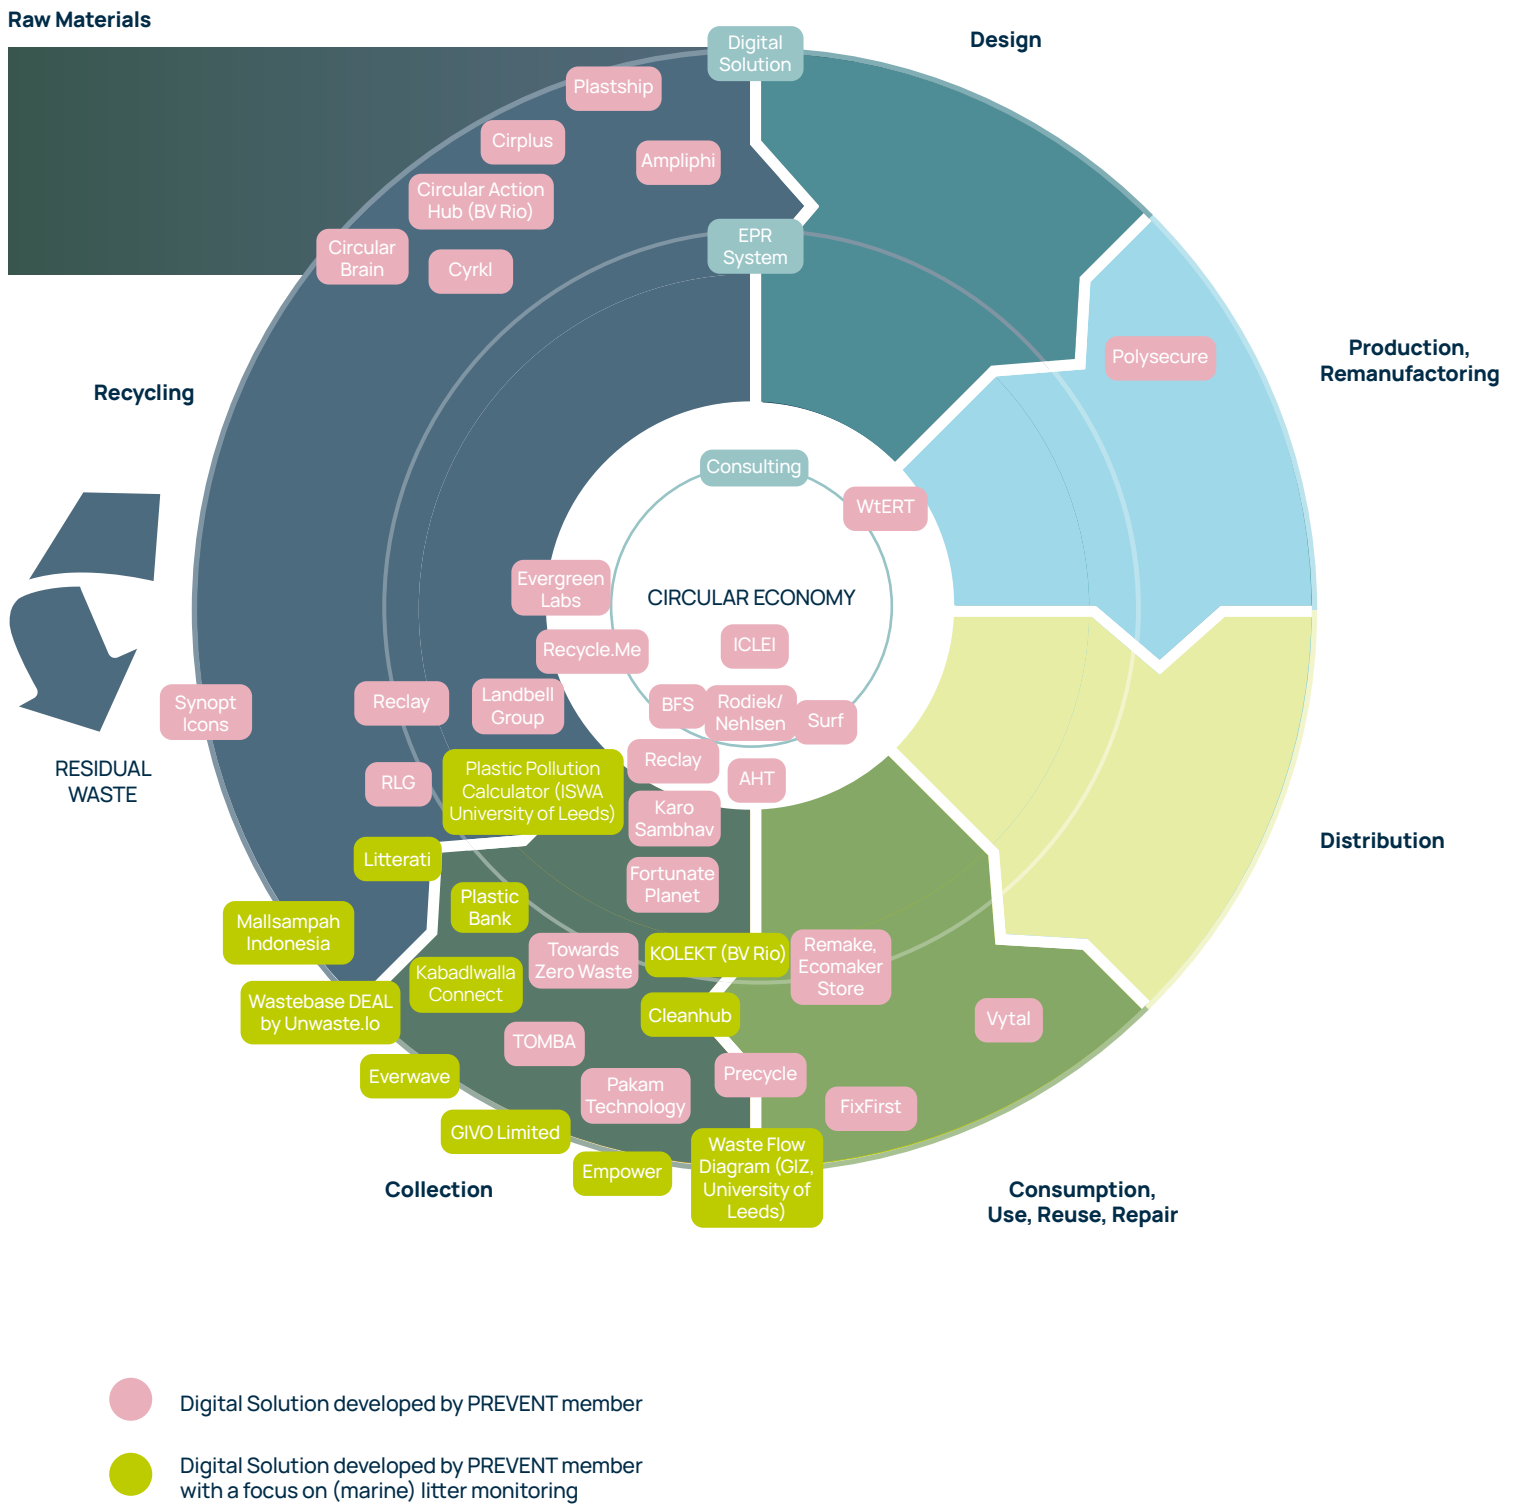 Raw Materials
Design
Digital
Solution
Plastship
Cirplus
Ampliphi
Circular Action
Hub (BV Rio)
Circular
Brain
Cyrkl
EPR
System
Production,
Remanufactoring
Polysecure
Recycling
Consulting
WtERT
Evergreen
Labs
CIRCULAR ECONOMY
Recycle.Me
ICLEI
Synopt
Icons
Reclay
Landbell
Group
BFS
Rodiek/
Nehlsen
Surf
RESIDUAL
WASTE
RLG
Plastic Pollution
Calculator (ISWA
University of Leeds)
Reclay
AHT
Karo
Sambhav
Distribution
Litterati
Fortunate
Planet
Plastic
Bank
Mallsampah
Indonesia
Towards
Zero Waste
KOLEKT (BV Rio)
Remake,
Ecomaker
Store
Kabadlwalla
Connect
Wastebase DEAL
by Unwaste.Io
Cleanhub
Vytal
TOMBA
Everwave
Pakam
Technology
Precycle
FixFirst
GIVO Limited
Empower
Waste Flow
Diagram (GIZ,
University of
Leeds)
Collection
Consumption,
Use, Reuse, Repair
Digital Solution developed by PREVENT member
Digital Solution developed by PREVENT member
with a focus on (marine) litter monitoring